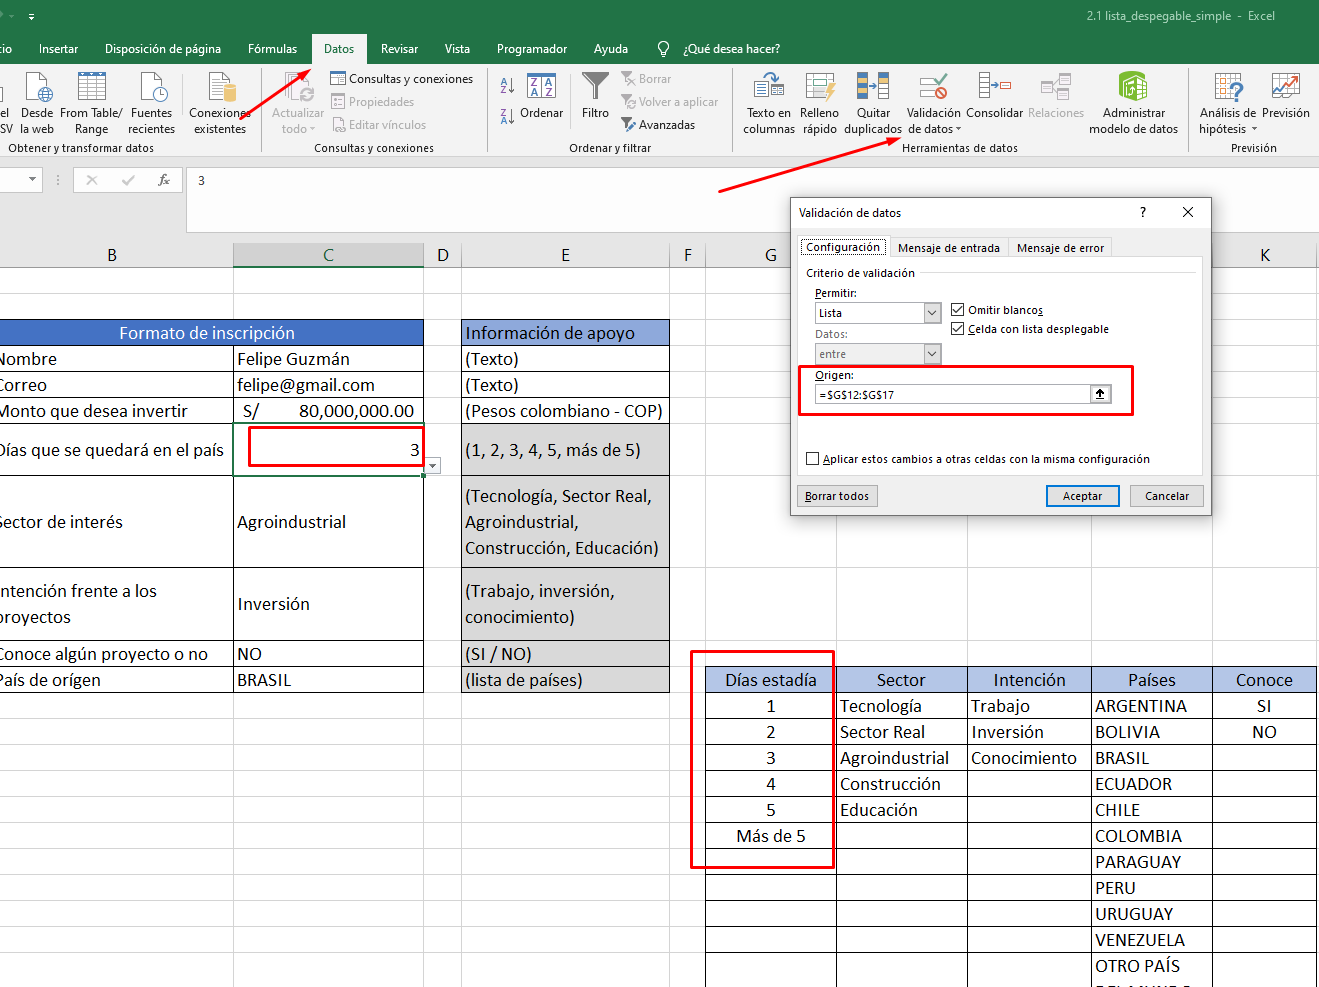 2.1 lista_despegable_simple - Excel
cio Insertar Disposición de página Fórmulas Datos Revisar Vista Programador Ayuda ¿Qué desea hacer?
el
SV
Desde
la web
From Table/
Range
Fuentes
recientes
Conexiones
existentes
Obtener y transformar datos
Actualizar
todo
Consultas y conexiones
Propiedades
Editar vínculos
Consultas y conexiones
Ordenar
Filtro
Borrar
Volver a aplicar
Avanzadas
Ordenar y filtrar
Texto en
columnas
Relleno
rápido
Quitar
duplicados
Validación
de datos
Consolidar
Relaciones
Administrar
modelo de datos
Herramientas de datos
Análisis de
hipótesis
Previsión
Previsión
fx 3
B C D E F G K
Validación de datos ?
Configuración Mensaje de entrada Mensaje de error
Criterio de validación
Permitir:
Lista
Omitir blancos
Celda con lista desplegable
Datos:
entre
Origen:
=$G$12:$G$17
Aplicar estos cambios a otras celdas con la misma configuración
Borrar todos Aceptar Cancelar
Formato de inscripción
Nombre Felipe Guzmán
Correo felipe@gmail.com
Monto que desea invertir S/ 80,000,000.00
Días que se quedará en el país 3
Sector de interés Agroindustrial
ntención frente a los
proyectos
Inversión
Conoce algún proyecto o no NO
País de orígen BRASIL
Información de apoyo
(Texto)
(Texto)
(Pesos colombiano - COP)
(1, 2, 3, 4, 5, más de 5)
(Tecnología, Sector Real,
Agroindustrial,
Construcción, Educación)
(Trabajo, inversión,
conocimiento)
(SI / NO)
(lista de países)
Días estadía Sector Intención Países Conoce
1 Tecnología Trabajo ARGENTINA SI
2 Sector Real Inversión BOLIVIA NO
3 Agroindustrial Conocimiento BRASIL
4 Construcción ECUADOR
5 Educación CHILE
Más de 5 COLOMBIA
PARAGUAY
PERU
URUGUAY
VENEZUELA
OTRO PAÍS